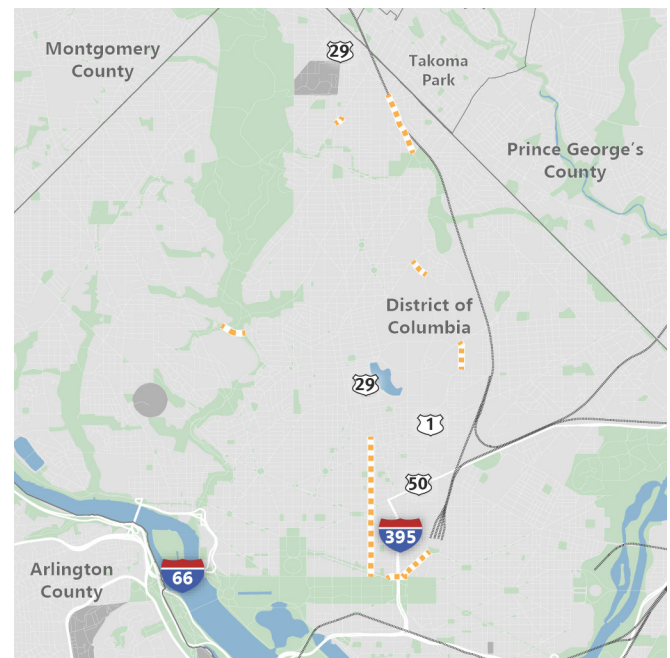 Montgomery
County
29
Takoma
Park
Prince George's
County
District of
Columbia
29
1
50
395
Arlington
County
66